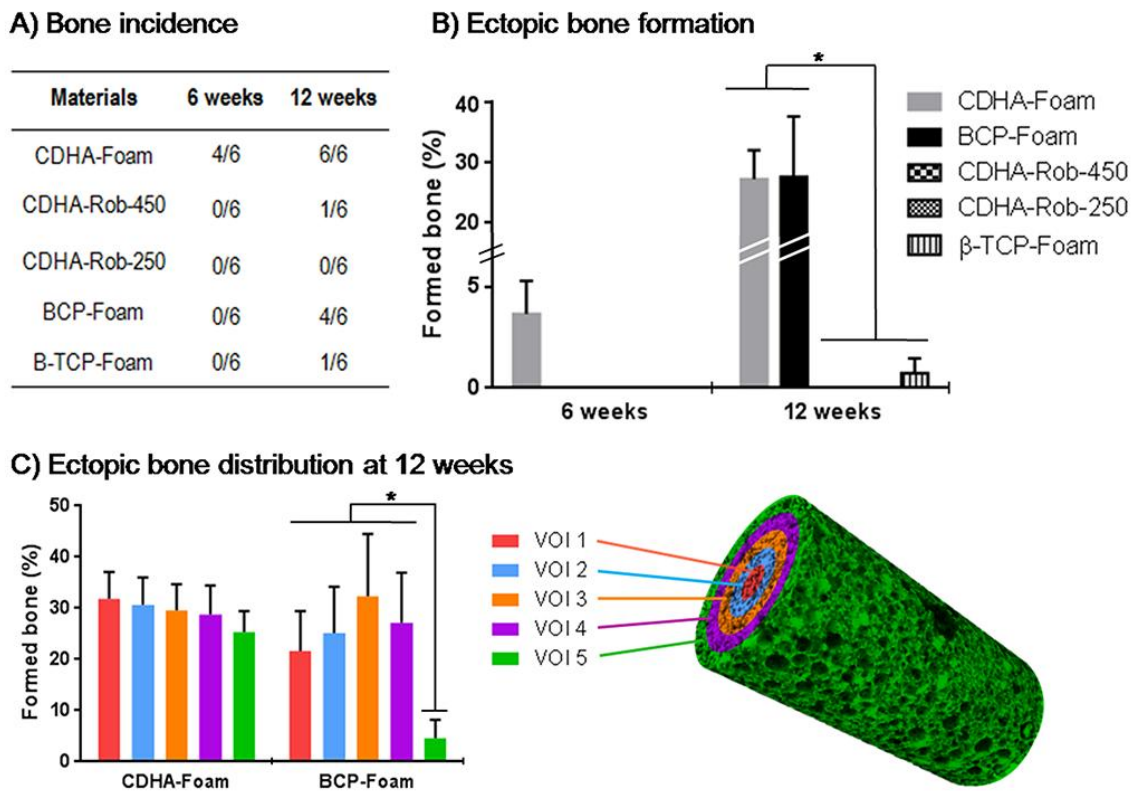 A) Bone incidence
Materials 6 weeks 12 weeks
CDHA-Foam 4/6 6/6
CDHA-Rob-450 0/6 1/6
CDHA-Rob-250 0/6 0/6
BCP-Foam 0/6 4/6
B-TCP-Foam 0/6 1/6
B) Ectopic bone formation
Formed bone (%)
40
30
20
5
0
6 weeks 12 weeks
*
CDHA-Foam
BCP-Foam
CDHA-Rob-450
CDHA-Rob-250
β-TCP-Foam
C) Ectopic bone distribution at 12 weeks
Formed bone (%)
50
40
30
20
10
0
CDHA-Foam BCP-Foam
*
VOI 1
VOI 2
VOI 3
VOI 4
VOI 5